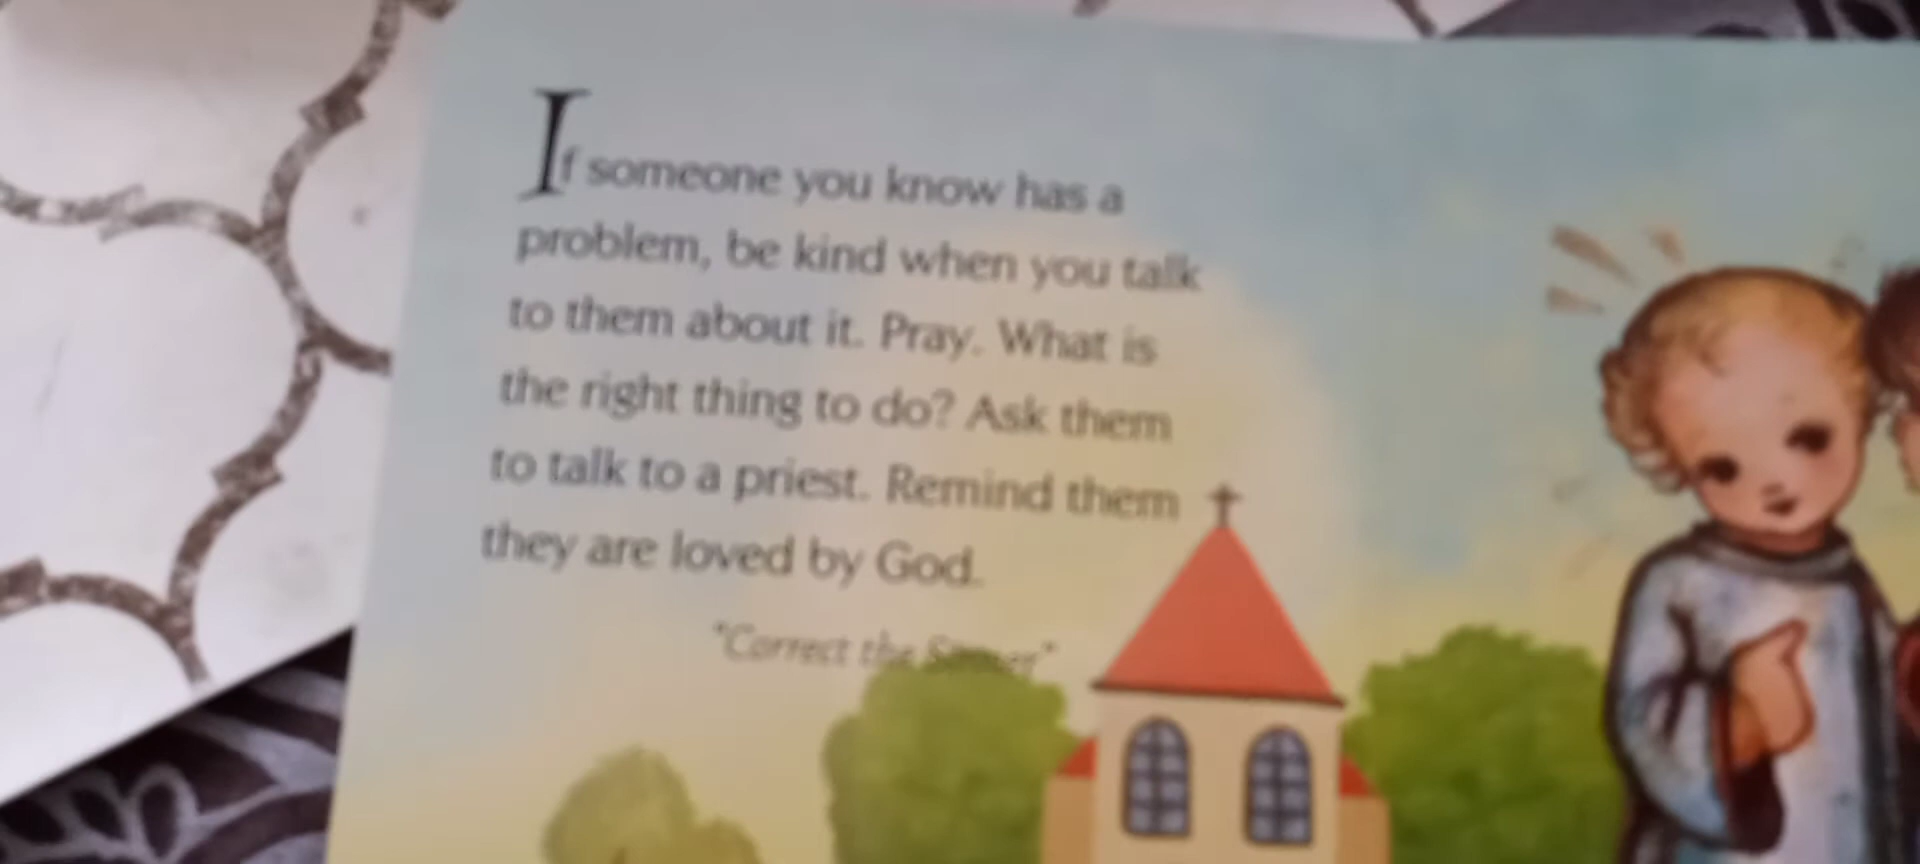 If someone you know has a
problem, be kind when you talk
to them about it. Pray. What is
the right thing to do? Ask them
to talk to a priest. Remind them
they are loved by God.
"Correct the Sinner"